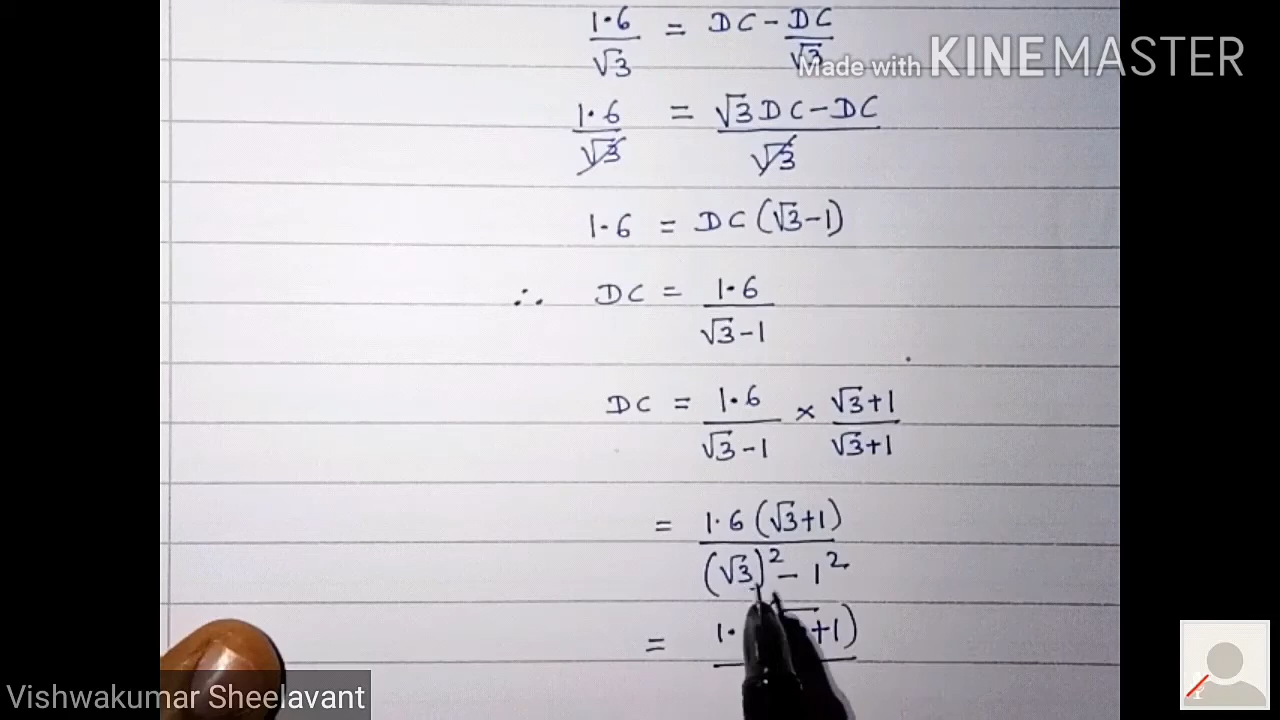 1.6/√3 = DC - DC/√3
Made with KINEMASTER
1.6/√3 = √3DC - DC/√3
1.6 = DC(√3-1)
∴ DC = 1.6/√3-1
DC = 1.6/√3-1 × √3+1/√3+1
= 1.6(√3+1)/(√3)²-1²
= 1. +1)
Vishwakumar Sheelavant